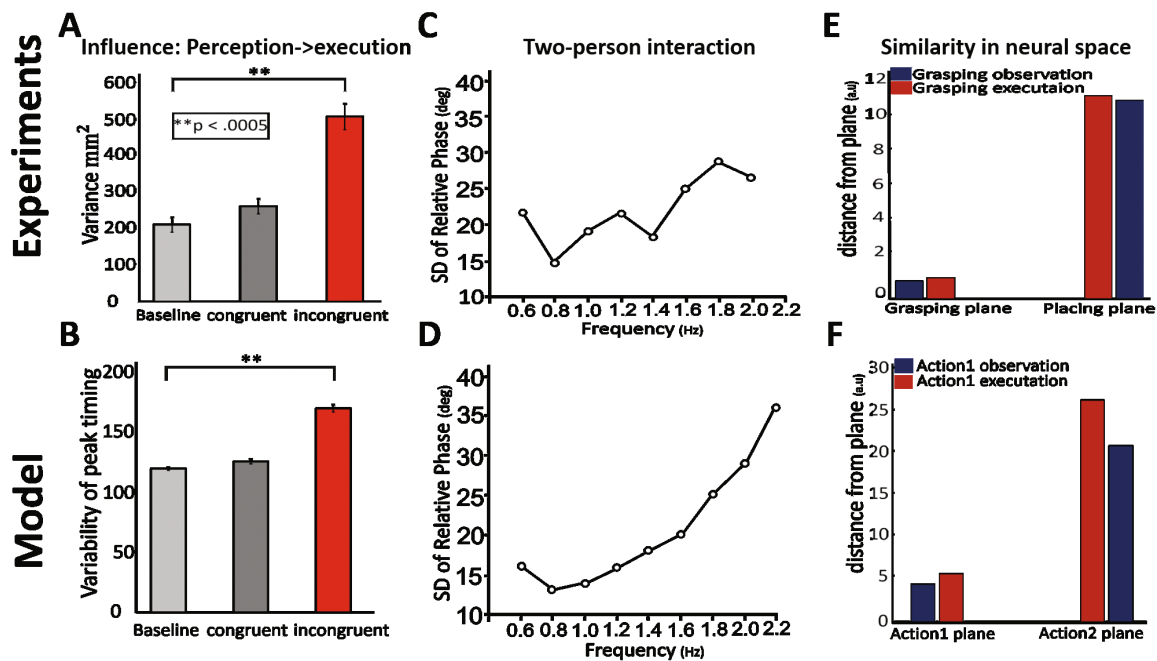 Experiments
A
Influence: Perception->execution
600
500
400
300
200
100
0
Variance mm²
**
**p < .0005
Baseline congruent incongruent
C
Two-person interaction
40
35
30
25
20
15
10
SD of Relative Phase (deg)
0.6 0.8 1.0 1.2 1.4 1.6 1.8 2.0 2.2
Frequency (Hz)
E
Similarity in neural space
12
10
8
6
4
2
0
distance from plane (a.u)
Grasping observation
Grasping executaion
Grasping plane Placing plane
Model
B
200
150
100
50
0
Variability of peak timing
**
Baseline congruent incongruent
D
40
35
30
25
20
15
10
SD of Relative Phase (deg)
0.6 0.8 1.0 1.2 1.4 1.6 1.8 2.0 2.2
Frequency (Hz)
F
30
25
20
15
10
5
0
distance from plane (a.u)
Action1 observation
Action1 executation
Action1 plane Action2 plane